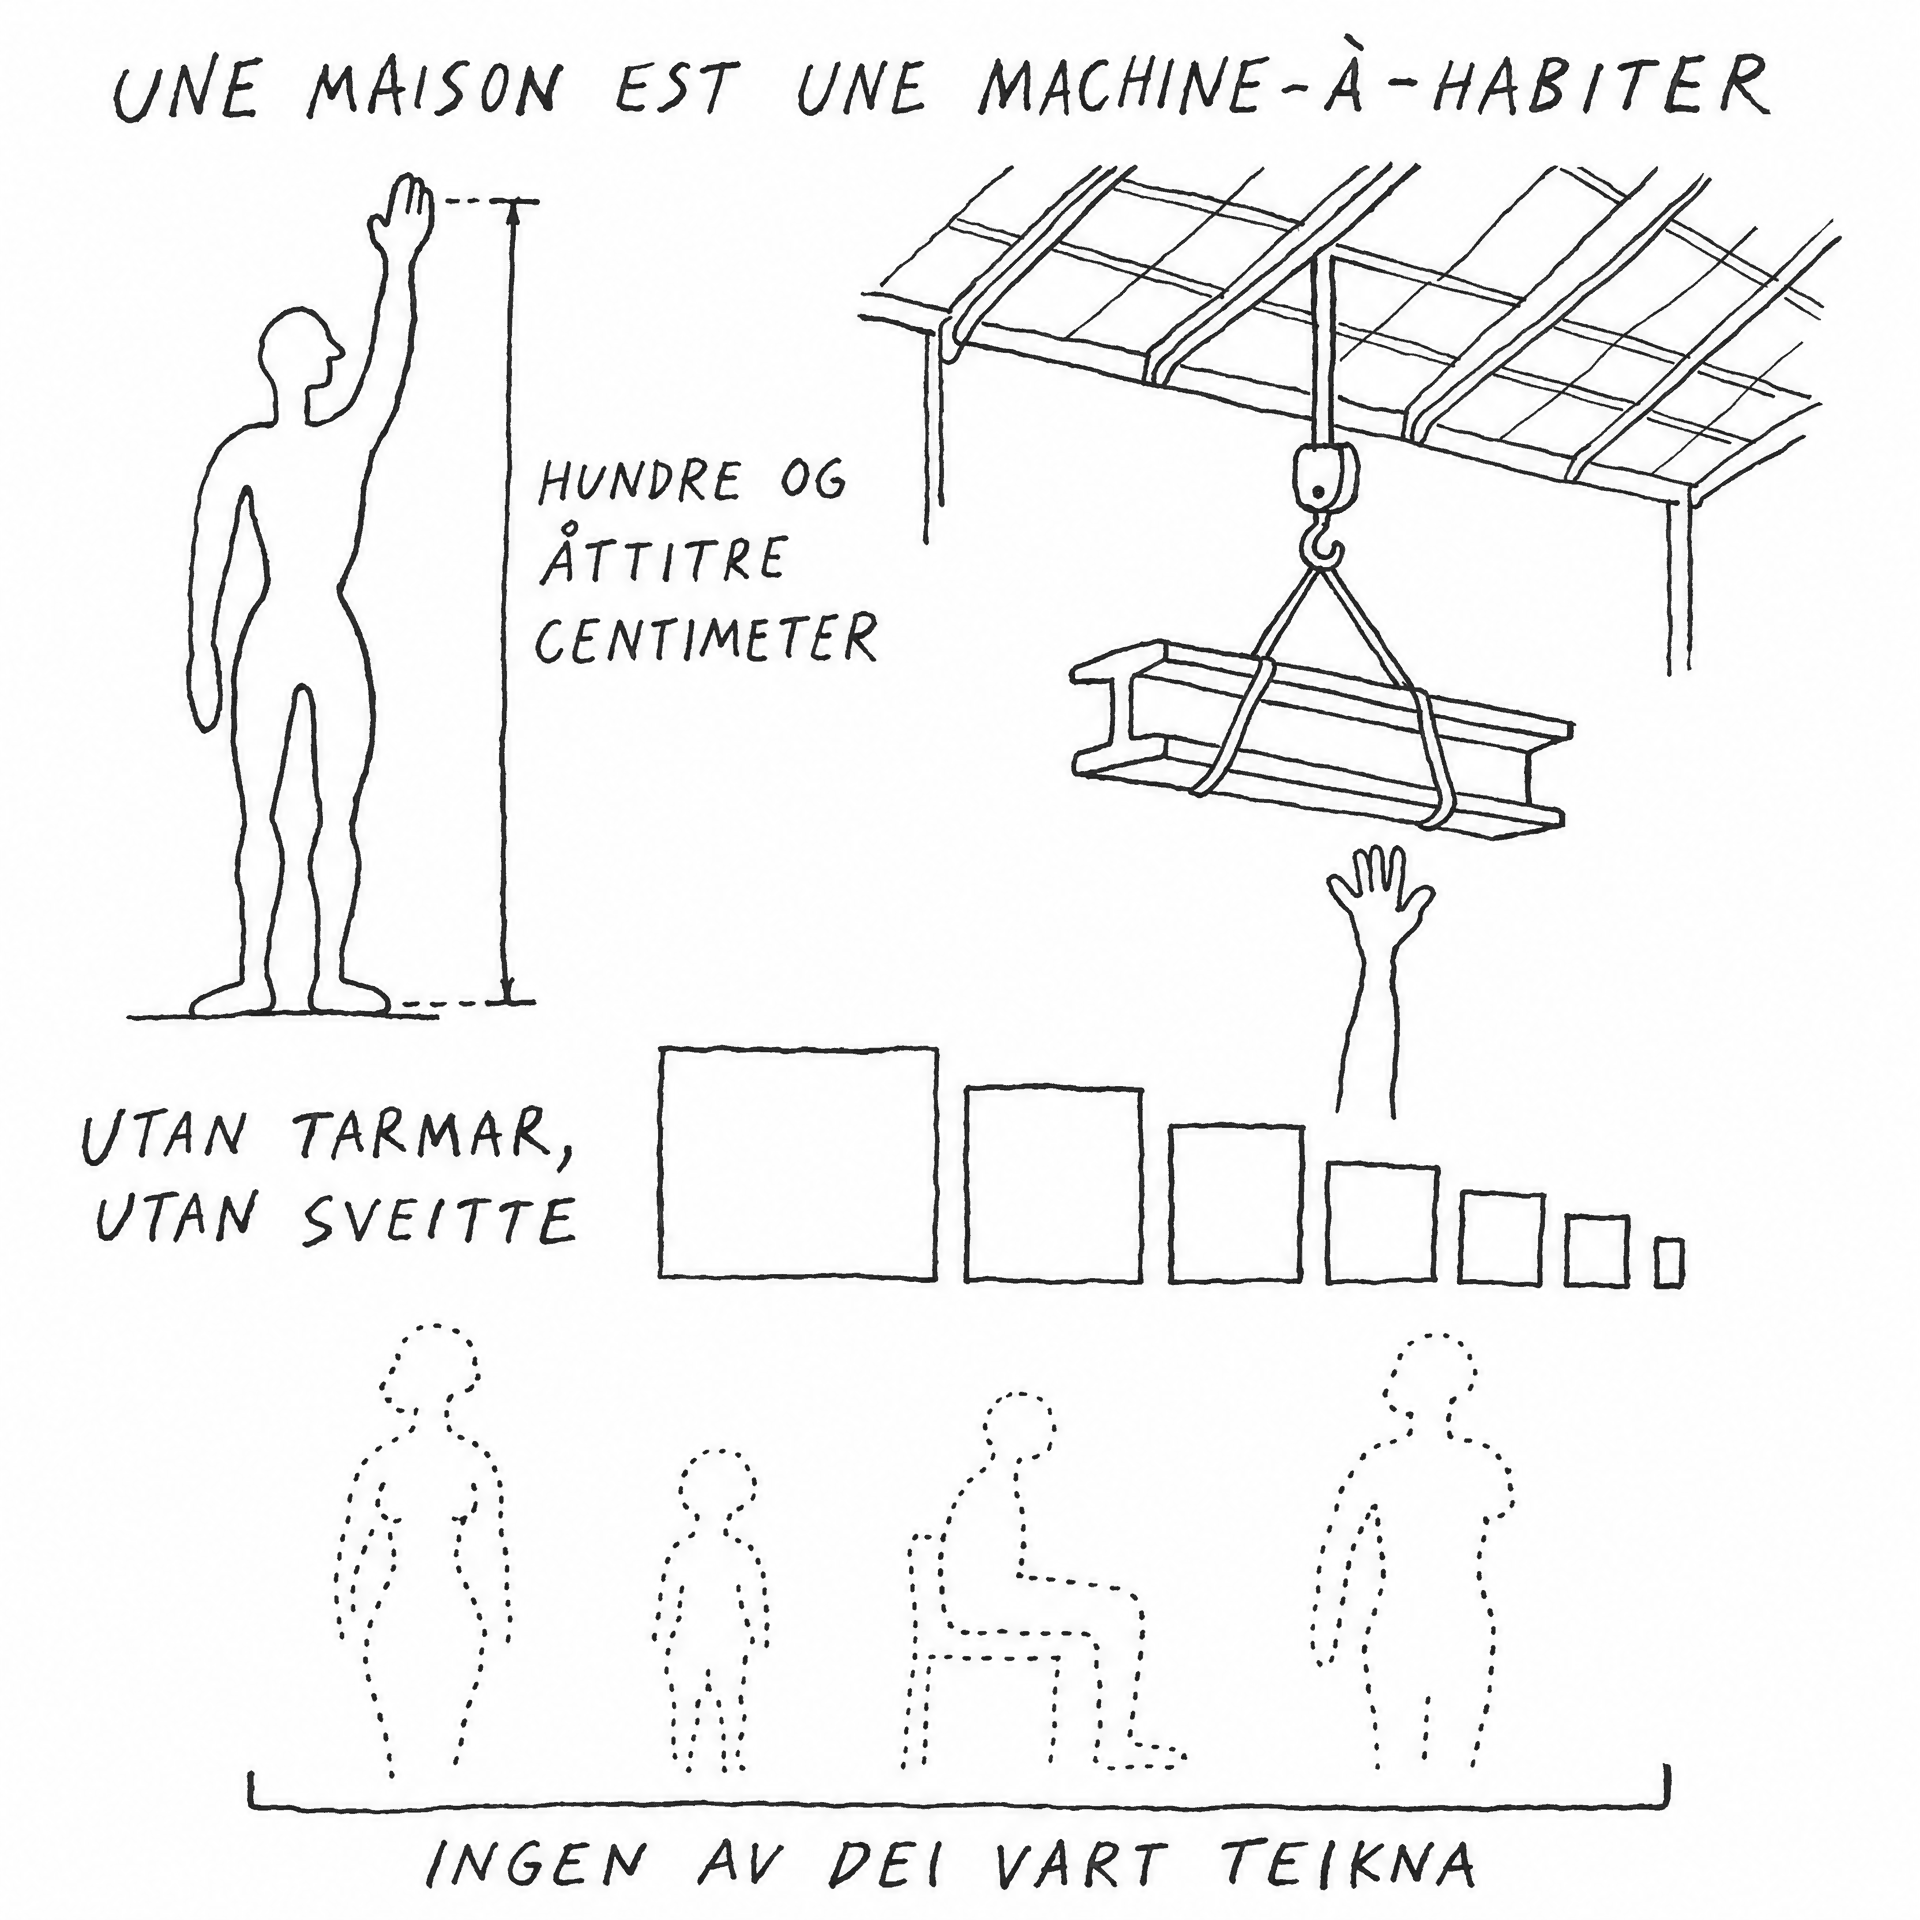 UNE MAISON EST UNE MACHINE-À-HABITER
HUNDRE OG
ÅTTITRE
CENTIMETER
UTAN TARMAR,
UTAN SVEITTE
INGEN AV DEI VART TEIKNA